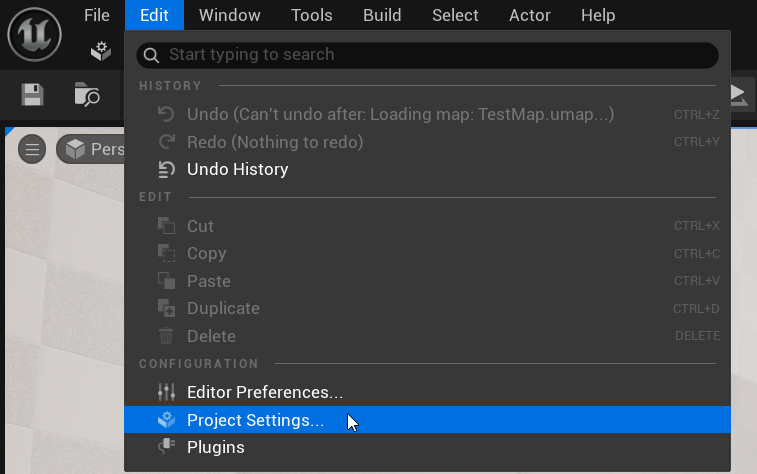 File Edit Window Tools Build Select Actor Help
Start typing to search
HISTORY
Undo (Can't undo after: Loading map: TestMap.umap...) CTRL+Z
Redo (Nothing to redo) CTRL+Y
Pers
Undo History
EDIT
Cut CTRL+X
Copy CTRL+C
Paste CTRL+V
Duplicate CTRL+D
Delete DELETE
CONFIGURATION
Editor Preferences...
Project Settings...
Plugins